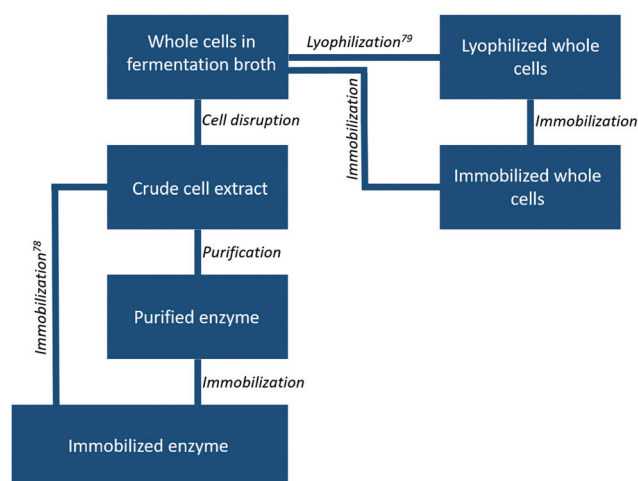 Whole cells in
fermentation broth
Lyophilization79
Lyophilized whole
cells
Cell disruption
Immobilization
Immobilization
Crude cell extract
Immobilized whole
cells
Immobilization78
Purification
Purified enzyme
Immobilization
Immobilized enzyme